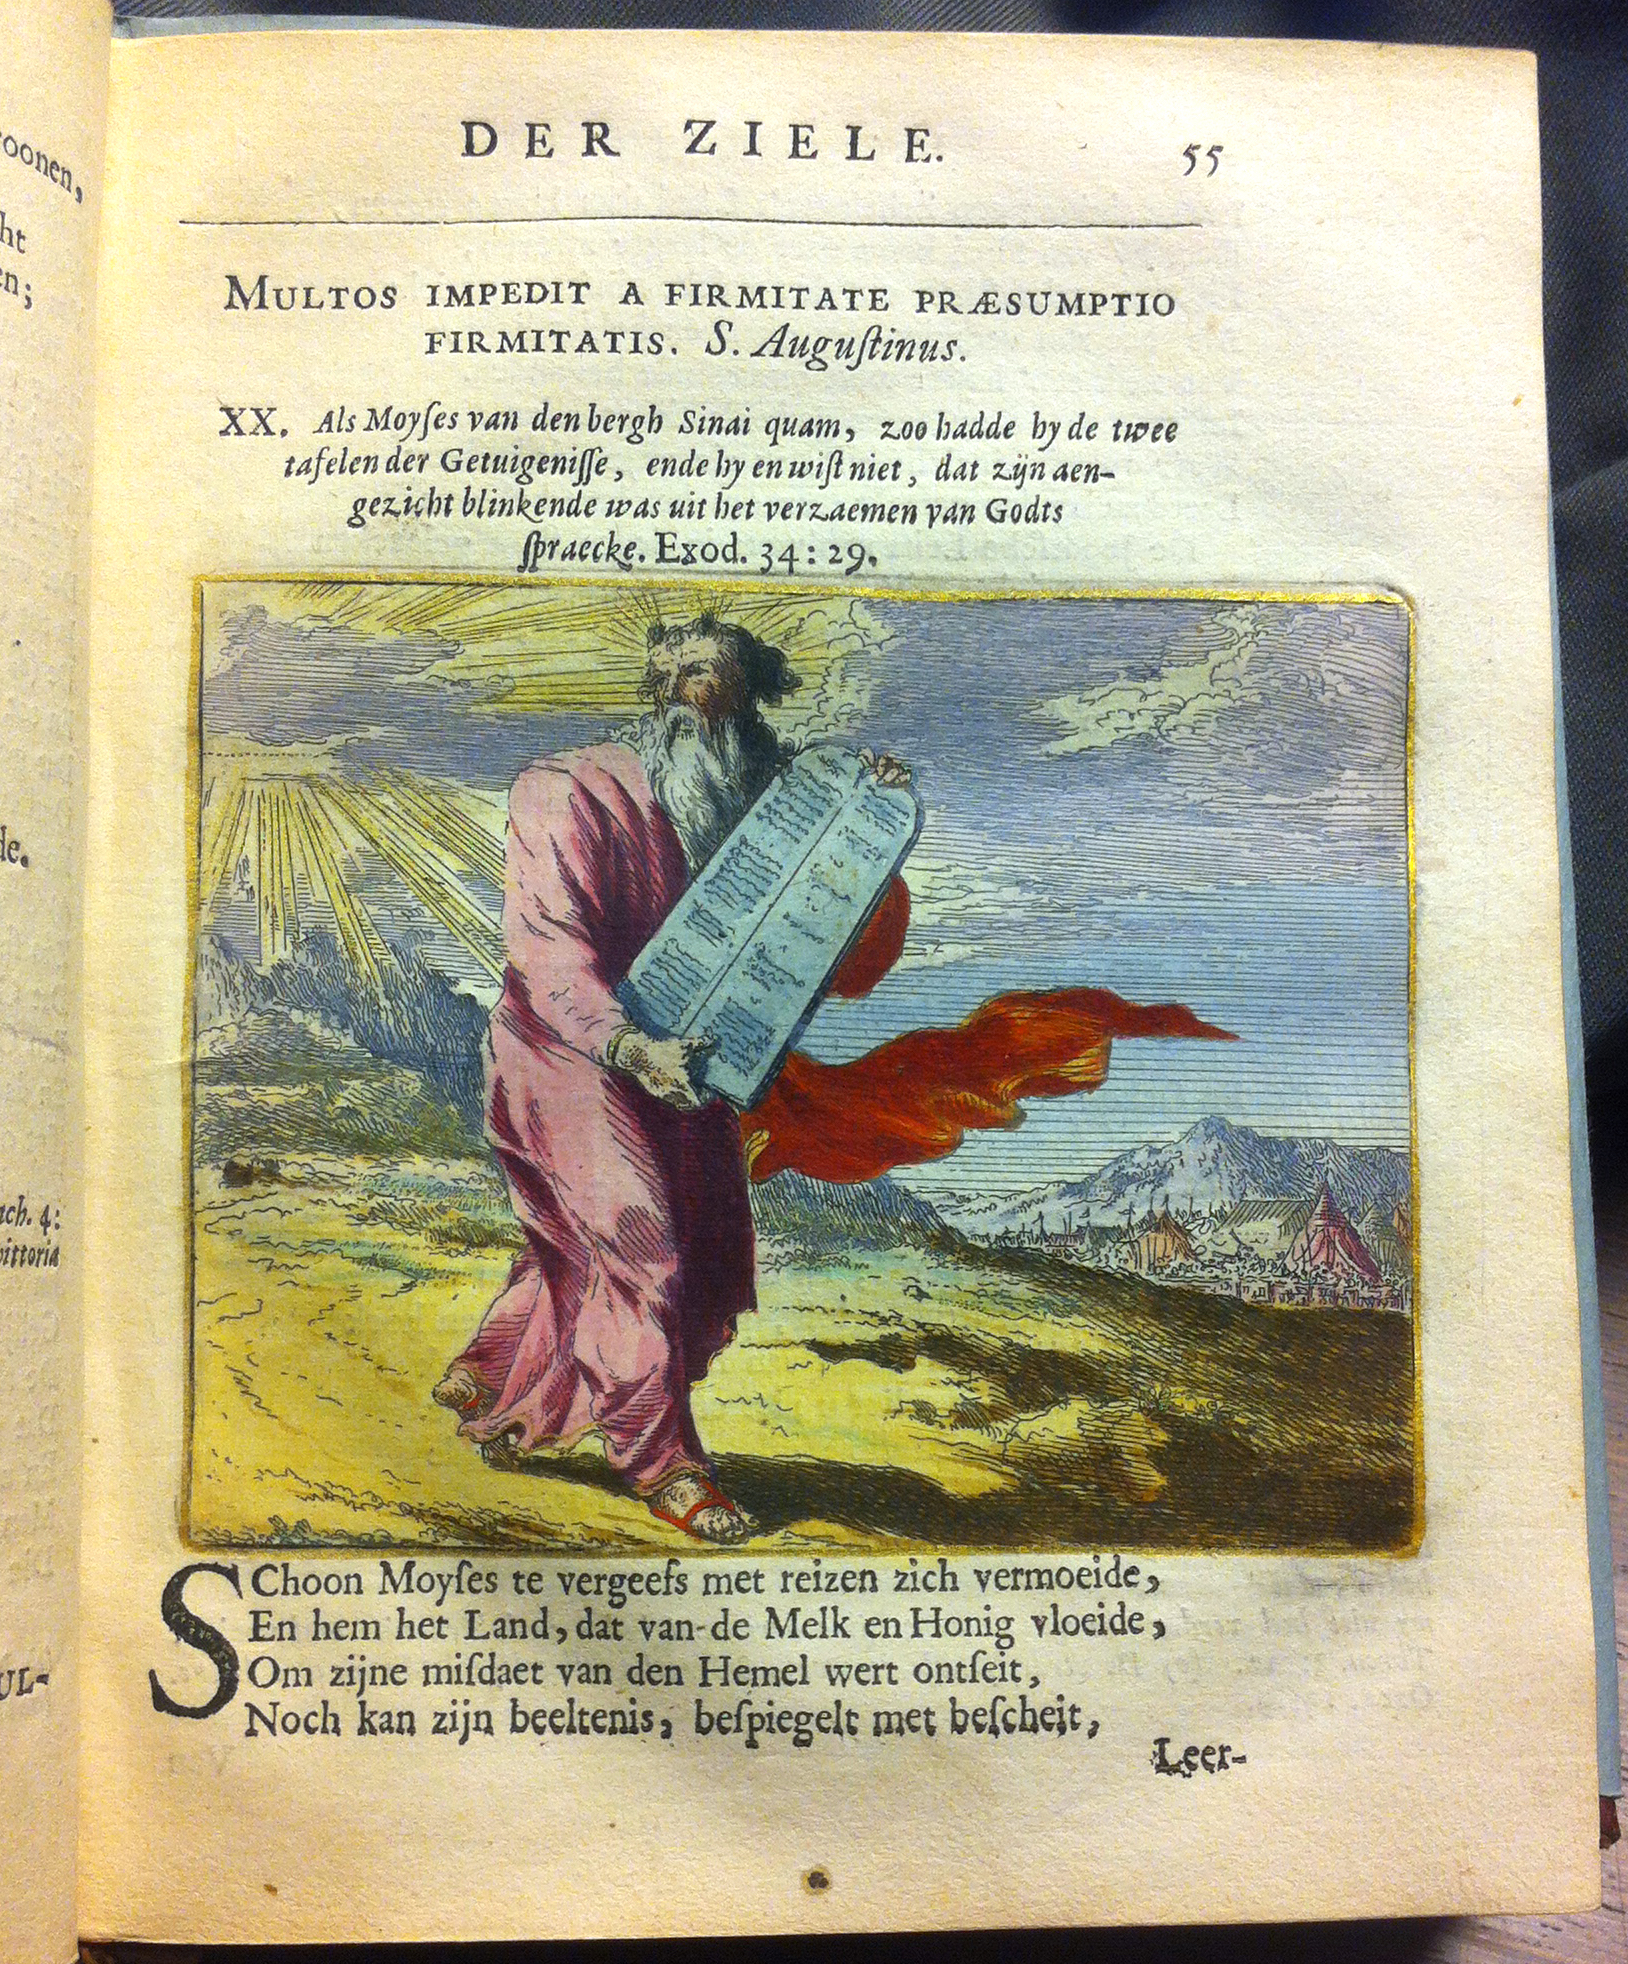 DER ZIELE. 55
MULTOS IMPEDIT A FIRMITATE PRÆSUMPTIO
FIRMITATIS. S. Auguſtinus.
XX. Als Moyſes van den bergh Sinai quam, zoo hadde hy de twee
tafelen der Getuigeniſſe, ende hy en wiſt niet, dat zijn aen-
gezicht blinkende was uit het verzaemen van Godts
ſpraecke. Exod. 34: 29.
SChoon Moyſes te vergeefs met reizen zich vermoeide,
En hem het Land, dat van-de Melk en Honig vloeide,
Om zijne miſdaet van den Hemel wert ontſeit,
Noch kan zijn beeltenis, beſpiegelt met beſcheit,
Leer-